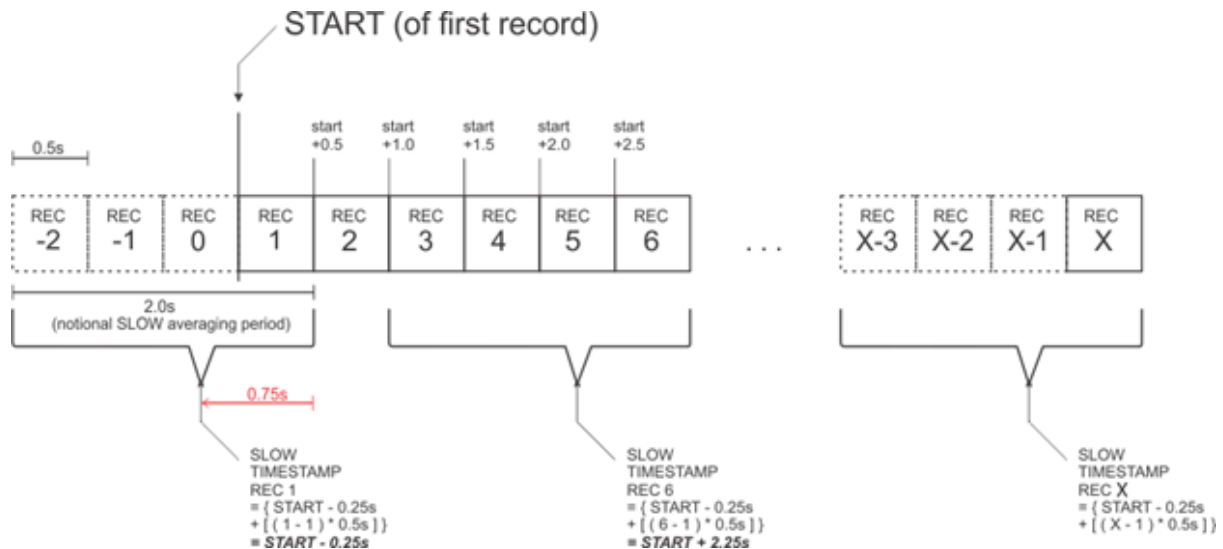 START (of first record)
start
+0.5
start
+1.0
start
+1.5
start
+2.0
start
+2.5
0.5s
REC
-2
REC
-1
REC
0
REC
1
REC
2
REC
3
REC
4
REC
5
REC
6
. . .
REC
X-3
REC
X-2
REC
X-1
REC
X
2.0s
(notional SLOW averaging period)
0.75s
SLOW
TIMESTAMP
REC 1
= { START - 0.25s
+ [ ( 1 - 1 ) * 0.5s ] }
= START - 0.25s
SLOW
TIMESTAMP
REC 6
= { START - 0.25s
+ [ ( 6 - 1 ) * 0.5s ] }
= START + 2.25s
SLOW
TIMESTAMP
REC X
= { START - 0.25s
+ [ ( X - 1 ) * 0.5s ] }